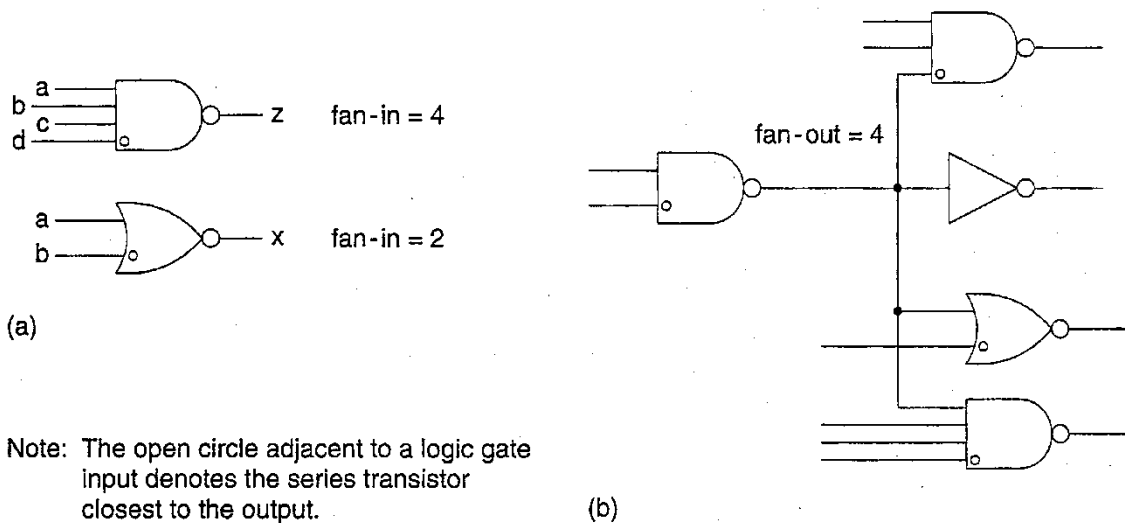 a
b
c
d
z
fan-in = 4
a
b
x
fan-in = 2
(a)
Note: The open circle adjacent to a logic gate
input denotes the series transistor
closest to the output.
fan-out = 4
(b)